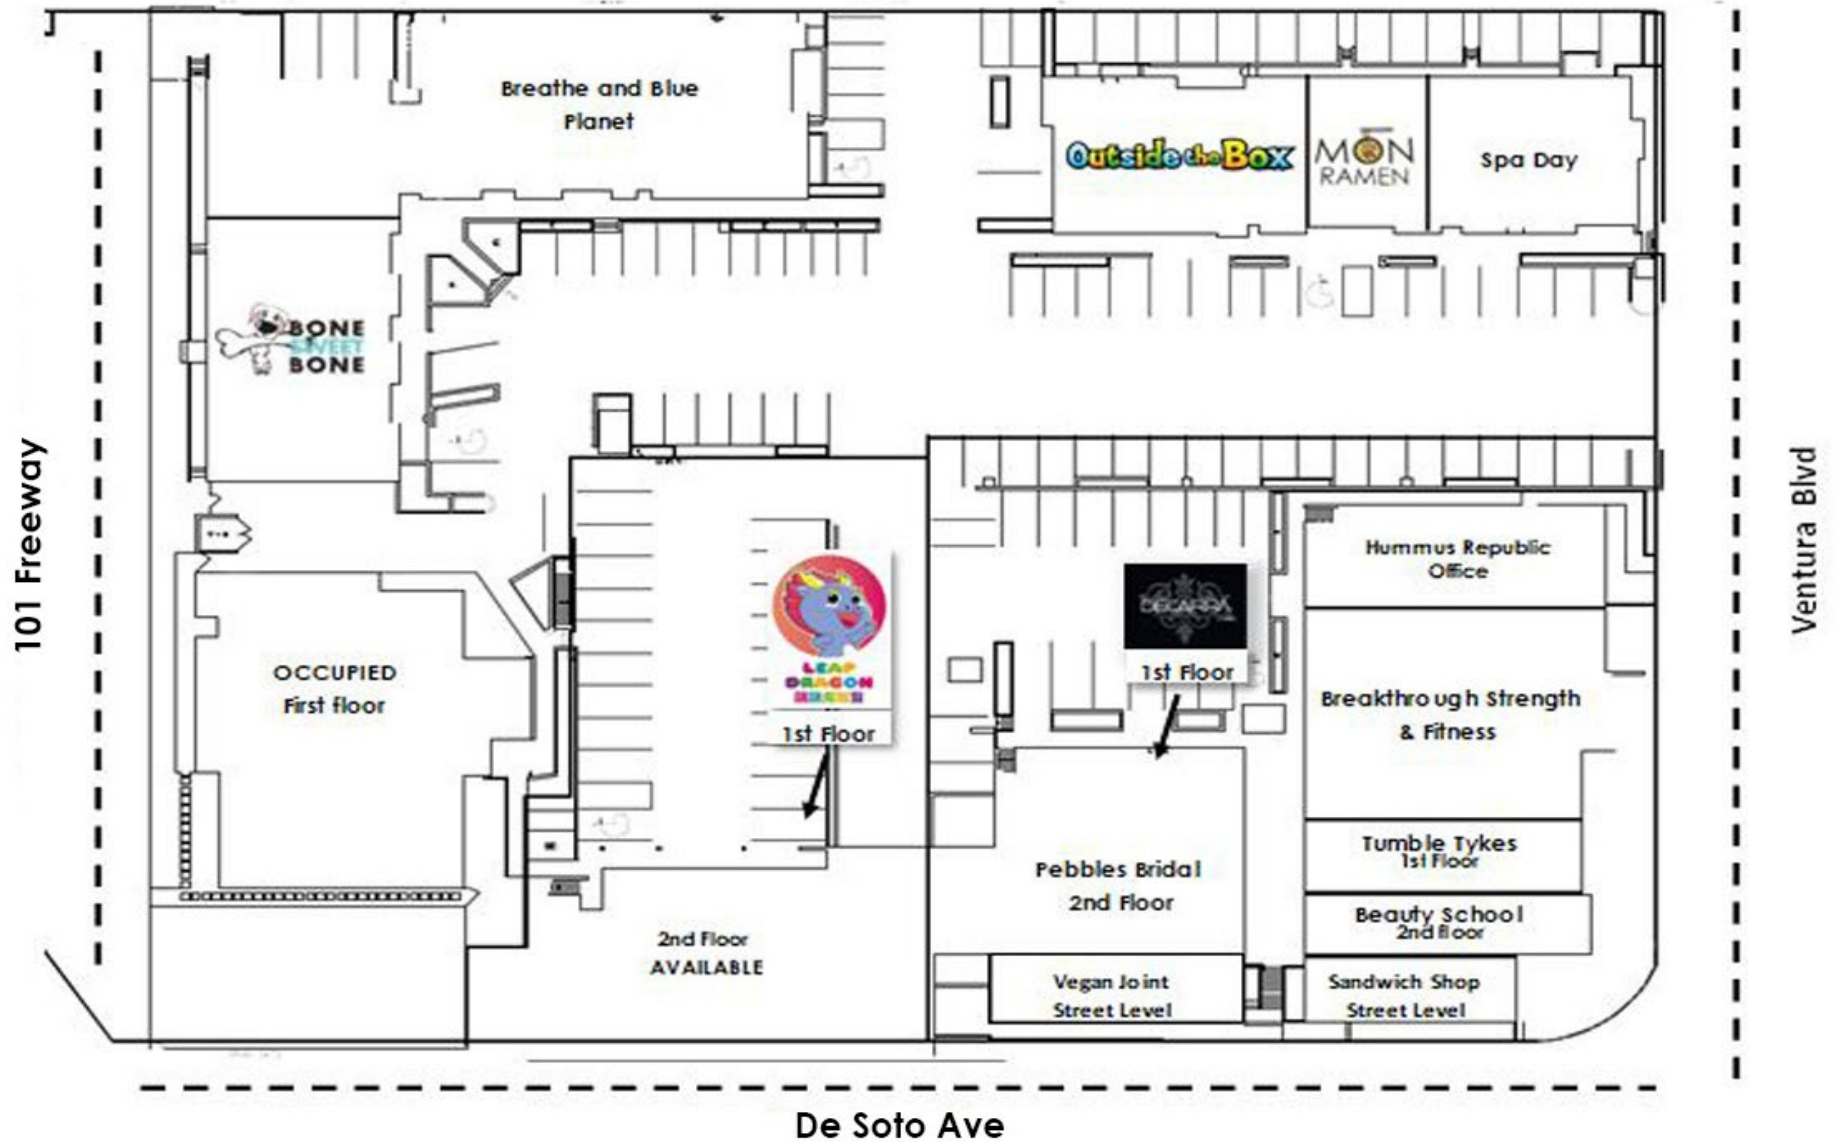 Breathe and Blue
Planet
Outside the Box
MON
RAMEN
Spa Day
BONE
SWEET
BONE
101 Freeway
Ventura Blvd
Hummus Republic
Office
DECARRA
1st Floor
LEAP
DRAGON
1st Floor
OCCUPIED
First floor
Breakthrough Strength
& Fitness
Tumble Tykes
1st Floor
Pebbles Bridal
2nd Floor
Beauty School
2nd floor
2nd Floor
AVAILABLE
Vegan Joint
Street Level
Sandwich Shop
Street Level
De Soto Ave